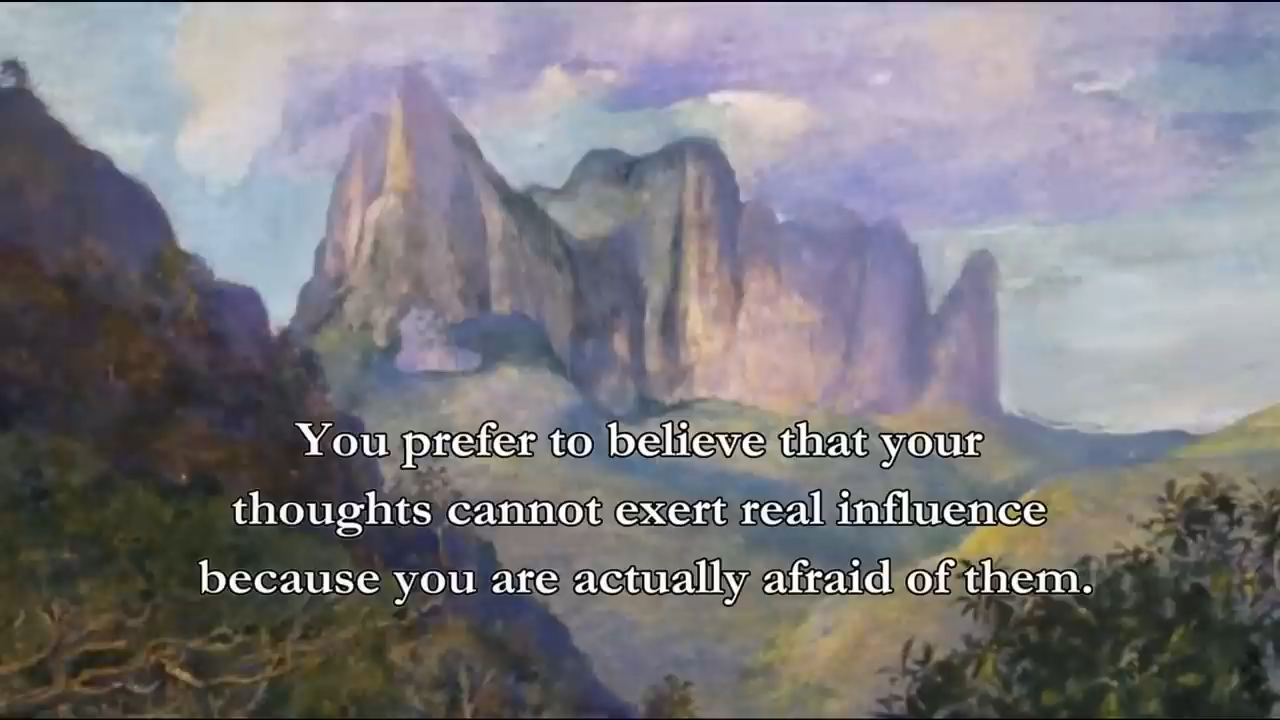 You prefer to believe that your
thoughts cannot exert real influence
because you are actually afraid of them.